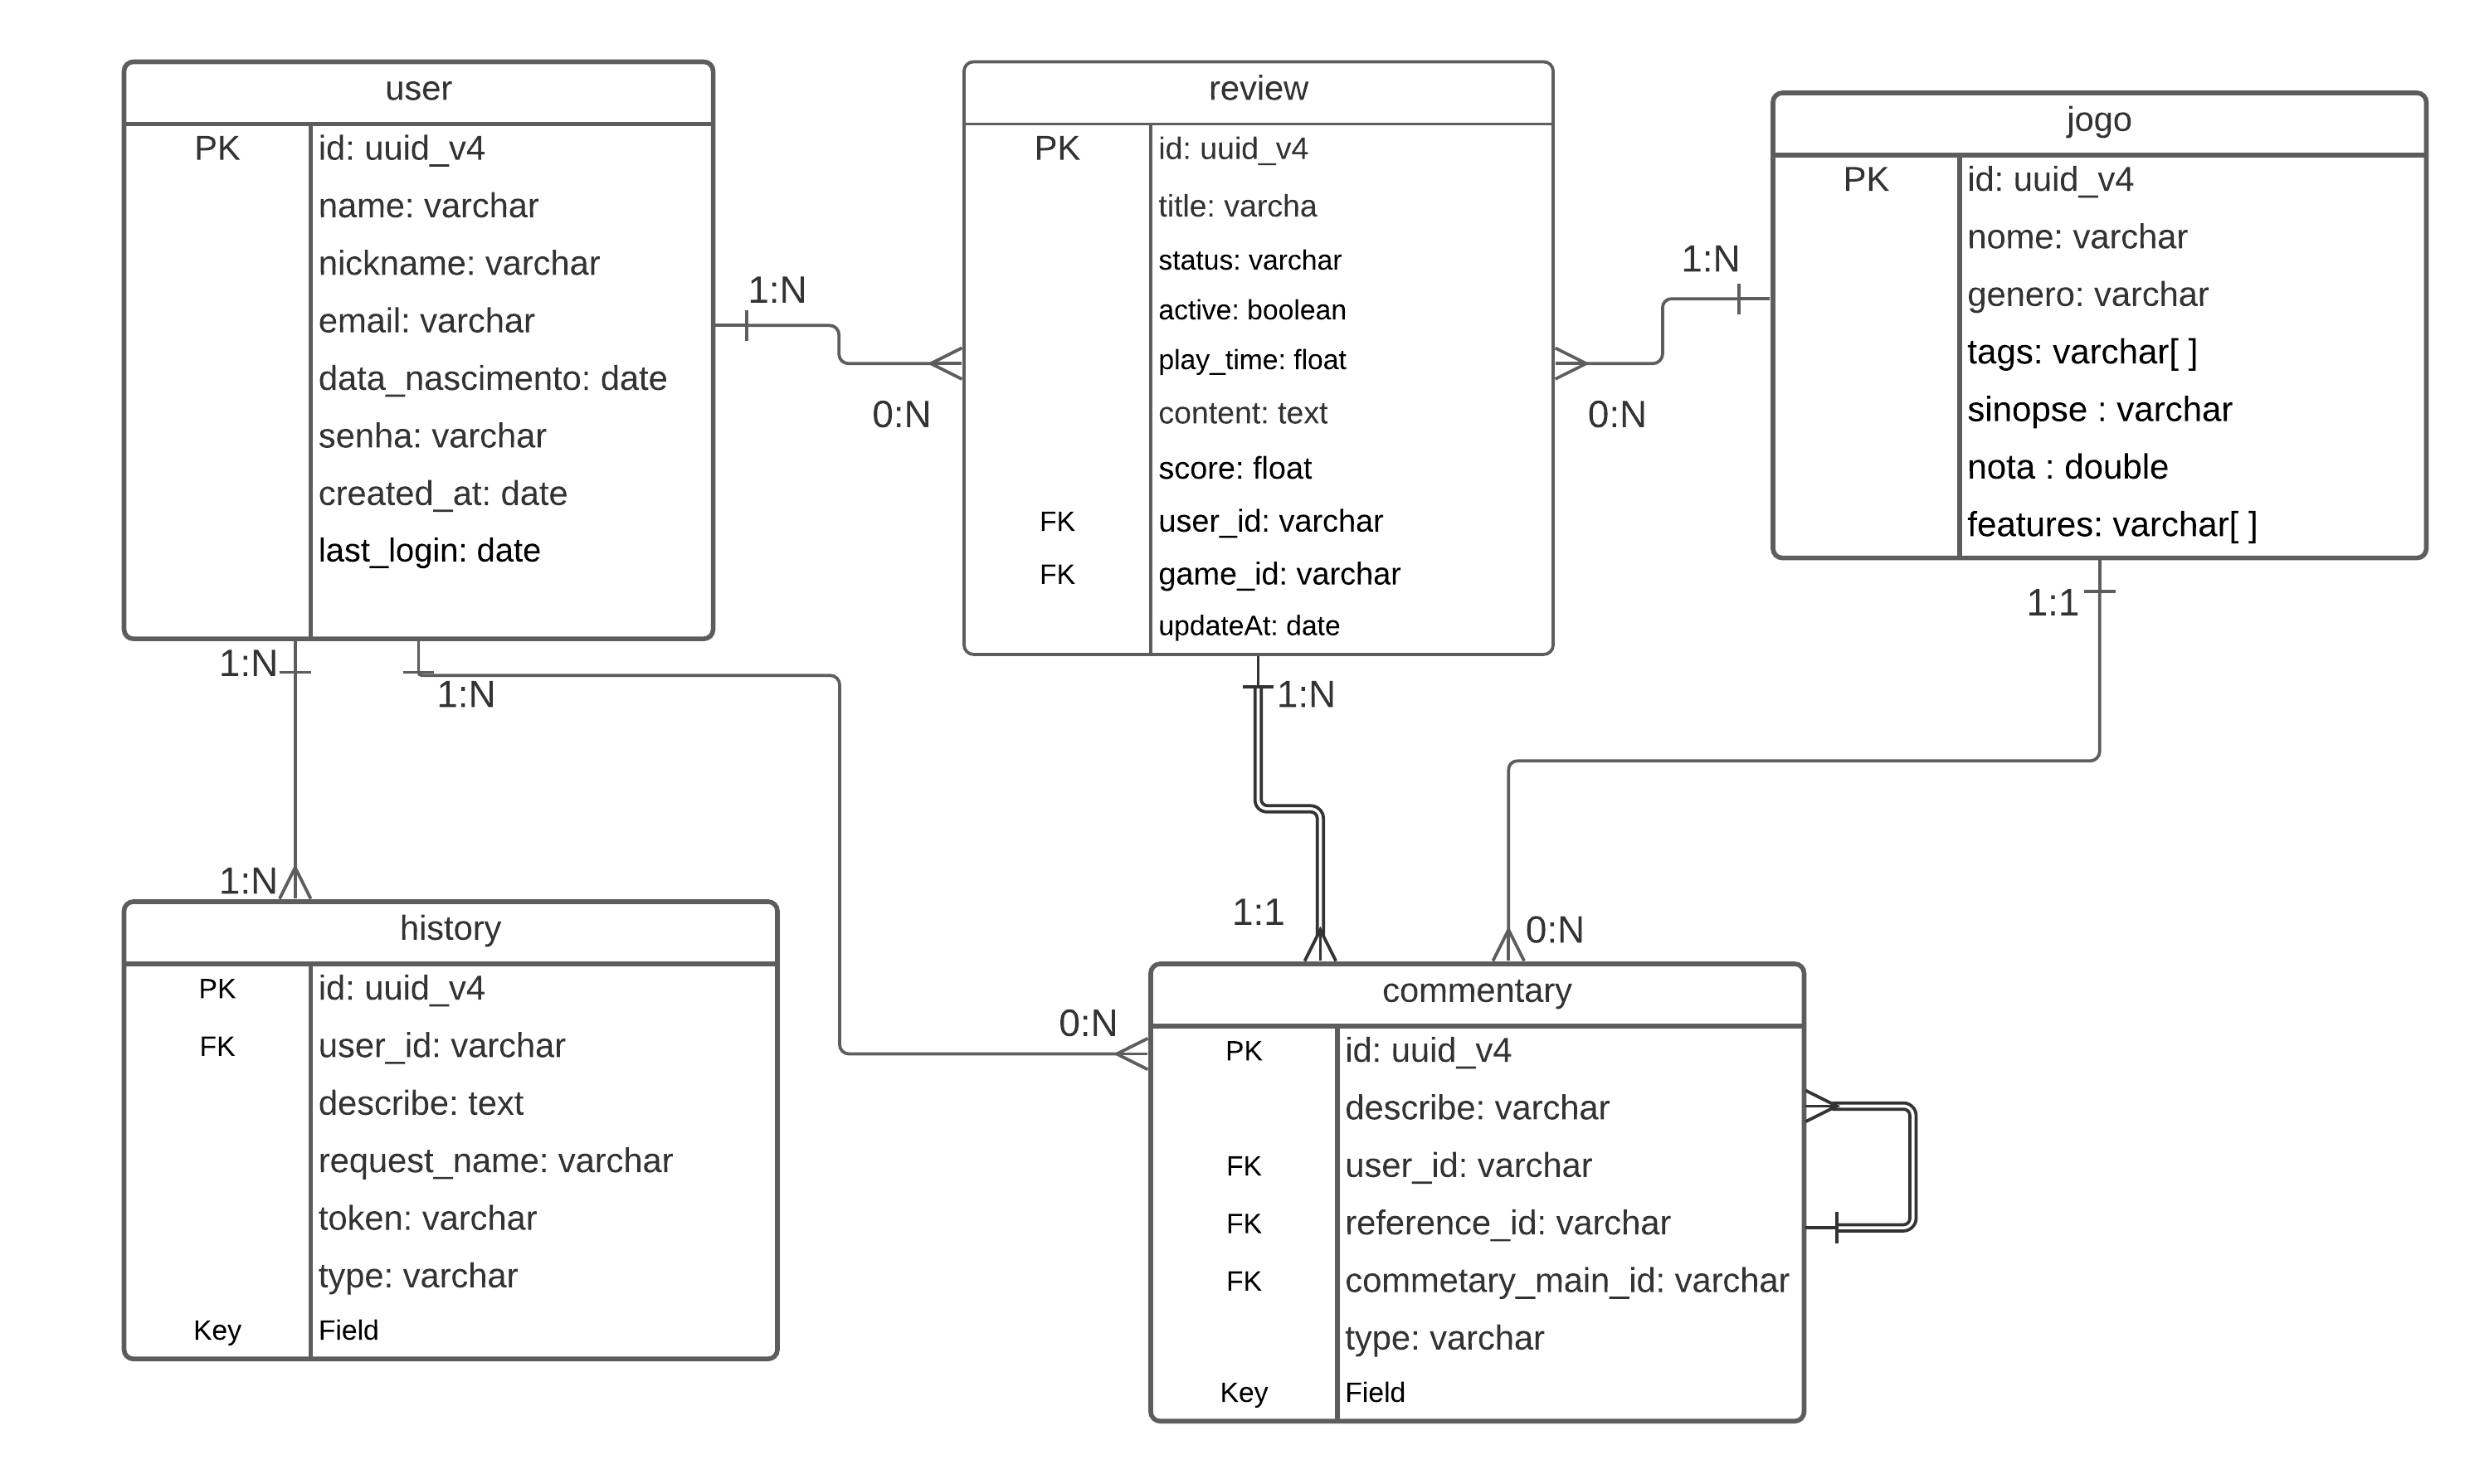 user
PK
id: uuid_v4
name: varchar
nickname: varchar
email: varchar
data_nascimento: date
senha: varchar
created_at: date
last_login: date
review
PK
id: uuid_v4
title: varcha
status: varchar
active: boolean
play_time: float
content: text
score: float
FK
user_id: varchar
FK
game_id: varchar
updateAt: date
jogo
PK
id: uuid_v4
nome: varchar
genero: varchar
tags: varchar[ ]
sinopse : varchar
nota : double
features: varchar[ ]
1:N
0:N
1:N
0:N
1:1
1:N
1:N
1:N
1:N
1:1
0:N
0:N
history
PK
id: uuid_v4
FK
user_id: varchar
describe: text
request_name: varchar
token: varchar
type: varchar
Key
Field
commentary
PK
id: uuid_v4
describe: varchar
FK
user_id: varchar
FK
reference_id: varchar
FK
commetary_main_id: varchar
type: varchar
Key
Field